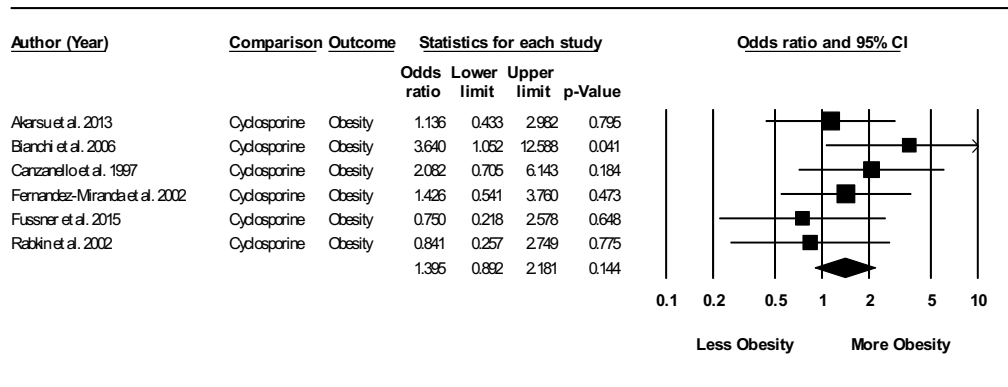 Author (Year) Comparison Outcome Statistics for each study Odds ratio and 95% CI
Odds Lower Upper
ratio limit limit p-Value
Akarsu et al. 2013 Cyclosporine Obesity 1.136 0.433 2.982 0.795
Bianchi et al. 2006 Cyclosporine Obesity 3.640 1.052 12.588 0.041
Canzanello et al. 1997 Cyclosporine Obesity 2.082 0.705 6.143 0.184
Fernandez-Miranda et al. 2002 Cyclosporine Obesity 1.426 0.541 3.760 0.473
Fussner et al. 2015 Cyclosporine Obesity 0.750 0.218 2.578 0.648
Rabkin et al. 2002 Cyclosporine Obesity 0.841 0.257 2.749 0.775
1.395 0.892 2.181 0.144
0.1 0.2 0.5 1 2 5 10
Less Obesity More Obesity